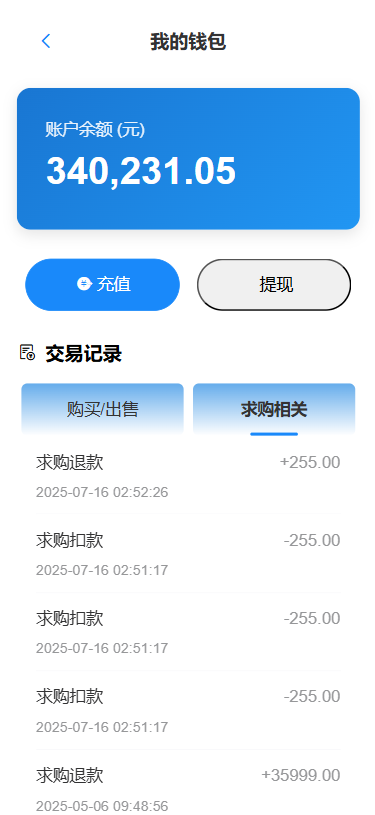 我的钱包
账户余额 (元)
340,231.05
充值 提现
交易记录
购买/出售 求购相关
求购退款 +255.00
2025-07-16 02:52:26
求购扣款 -255.00
2025-07-16 02:51:17
求购扣款 -255.00
2025-07-16 02:51:17
求购扣款 -255.00
2025-07-16 02:51:17
求购退款 +35999.00
2025-05-06 09:48:56